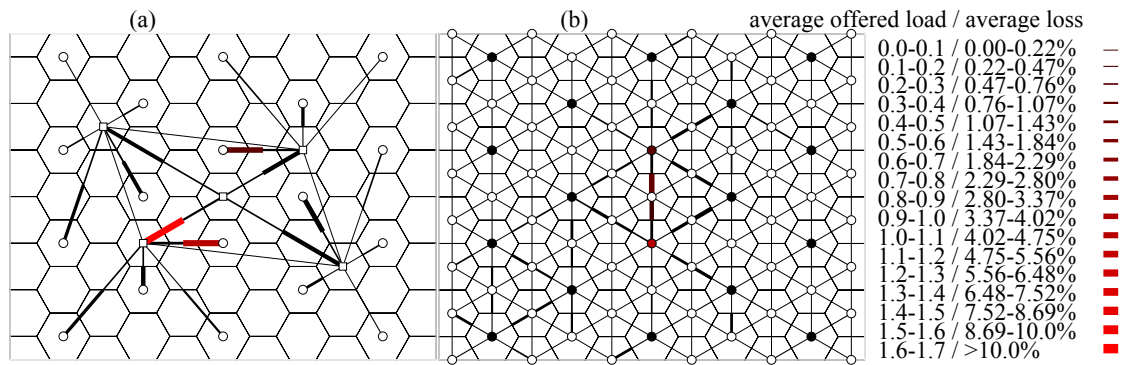 (a) (b) average offered load / average loss
0.0-0.1 / 0.00-0.22%
0.1-0.2 / 0.22-0.47%
0.2-0.3 / 0.47-0.76%
0.3-0.4 / 0.76-1.07%
0.4-0.5 / 1.07-1.43%
0.5-0.6 / 1.43-1.84%
0.6-0.7 / 1.84-2.29%
0.7-0.8 / 2.29-2.80%
0.8-0.9 / 2.80-3.37%
0.9-1.0 / 3.37-4.02%
1.0-1.1 / 4.02-4.75%
1.1-1.2 / 4.75-5.56%
1.2-1.3 / 5.56-6.48%
1.3-1.4 / 6.48-7.52%
1.4-1.5 / 7.52-8.69%
1.5-1.6 / 8.69-10.0%
1.6-1.7 / >10.0%